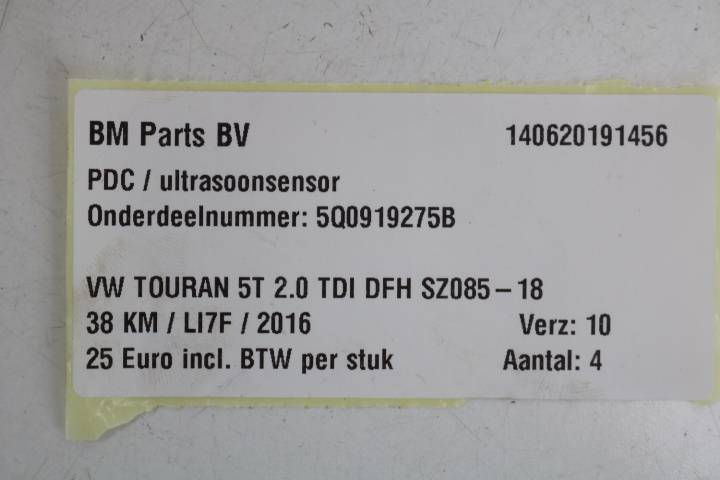 BM Parts BV 140620191456
PDC / ultrasoonsensor
Onderdeelnummer: 5Q0919275B
VW TOURAN 5T 2.0 TDI DFH SZ085-18
38 KM / LI7F / 2016 Verz: 10
25 Euro incl. BTW per stuk Aantal: 4